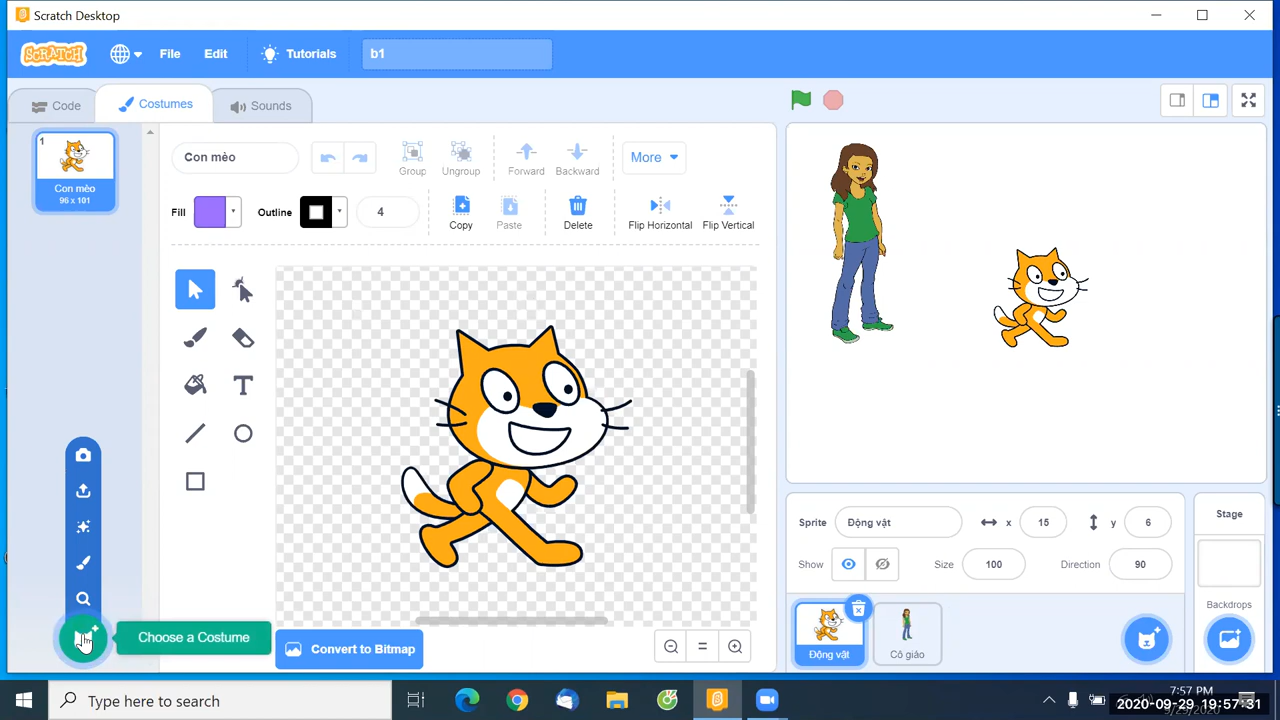 Scratch Desktop
SCRATCH
File
Edit
Tutorials
b1
Code
Costumes
Sounds
1
Con mèo
96 x 101
Con mèo
Group
Ungroup
Forward
Backward
More
Fill
Outline
4
Copy
Paste
Delete
Flip Horizontal
Flip Vertical
Choose a Costume
Convert to Bitmap
Sprite
Động vật
x
15
y
6
Show
Size
100
Direction
90
Động vật
Cô giáo
Stage
Backdrops
Type here to search
7:57 PM
2020-09-29 19:57:31